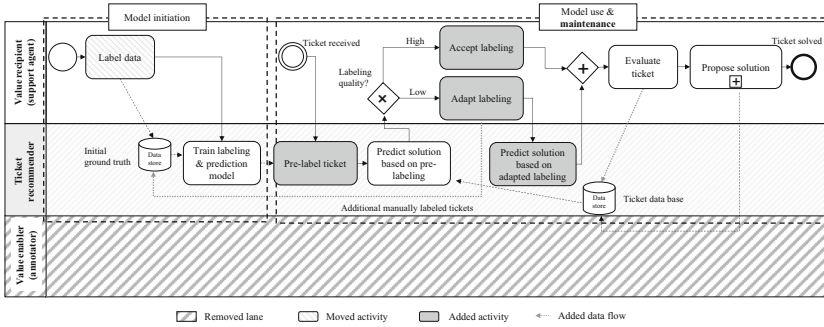 Model initiation
Model use &
maintenance
Value recipient
(support agent)
Label data
Ticket received
Labeling
quality?
High
Low
Accept labeling
Adapt labeling
Evaluate
ticket
Propose solution
Ticket solved
Ticket
recommender
Initial
ground truth
Data
store
Train labeling
& prediction
model
Pre-label ticket
Predict solution
based on pre-
labeling
Predict solution
based on
adapted labeling
Data
store
Ticket data base
Additional manually labeled tickets
Value enabler
(annotator)
Removed lane
Moved activity
Added activity
Added data flow